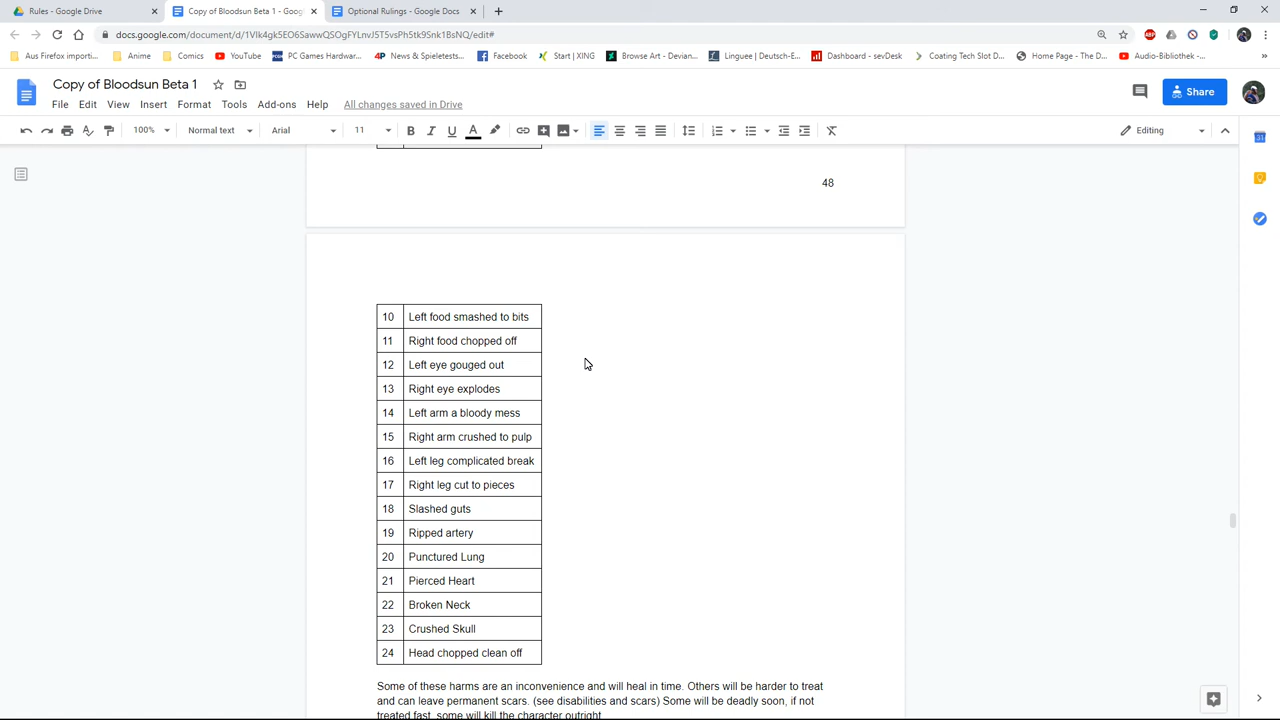 Rules - Google Drive
Copy of Bloodsun Beta 1 - Goog
Optional Rulings - Google Docs
docs.google.com/document/d/1VIk4gk5EO6SawwQSOgFYLnvJ5T5vsPh5tk9Snk1BsNQ/edit#
Aus Firefox importi...
Anime
Comics
YouTube
PC Games Hardwar...
News & Spieletests...
Facebook
Start | XING
Browse Art - Devian...
Linguee | Deutsch-E...
Dashboard - sevDesk
Coating Tech Slot D...
Home Page - The D...
Audio-Bibliothek -...
Copy of Bloodsun Beta 1
File Edit View Insert Format Tools Add-ons Help All changes saved in Drive
Share
100% Normal text Arial 11 B I U A Editing
48
10 Left food smashed to bits
11 Right food chopped off
12 Left eye gouged out
13 Right eye explodes
14 Left arm a bloody mess
15 Right arm crushed to pulp
16 Left leg complicated break
17 Right leg cut to pieces
18 Slashed guts
19 Ripped artery
20 Punctured Lung
21 Pierced Heart
22 Broken Neck
23 Crushed Skull
24 Head chopped clean off
Some of these harms are an inconvenience and will heal in time. Others will be harder to treat
and can leave permanent scars. (see disabilities and scars) Some will be deadly soon, if not
treated fast, some will kill the character outright